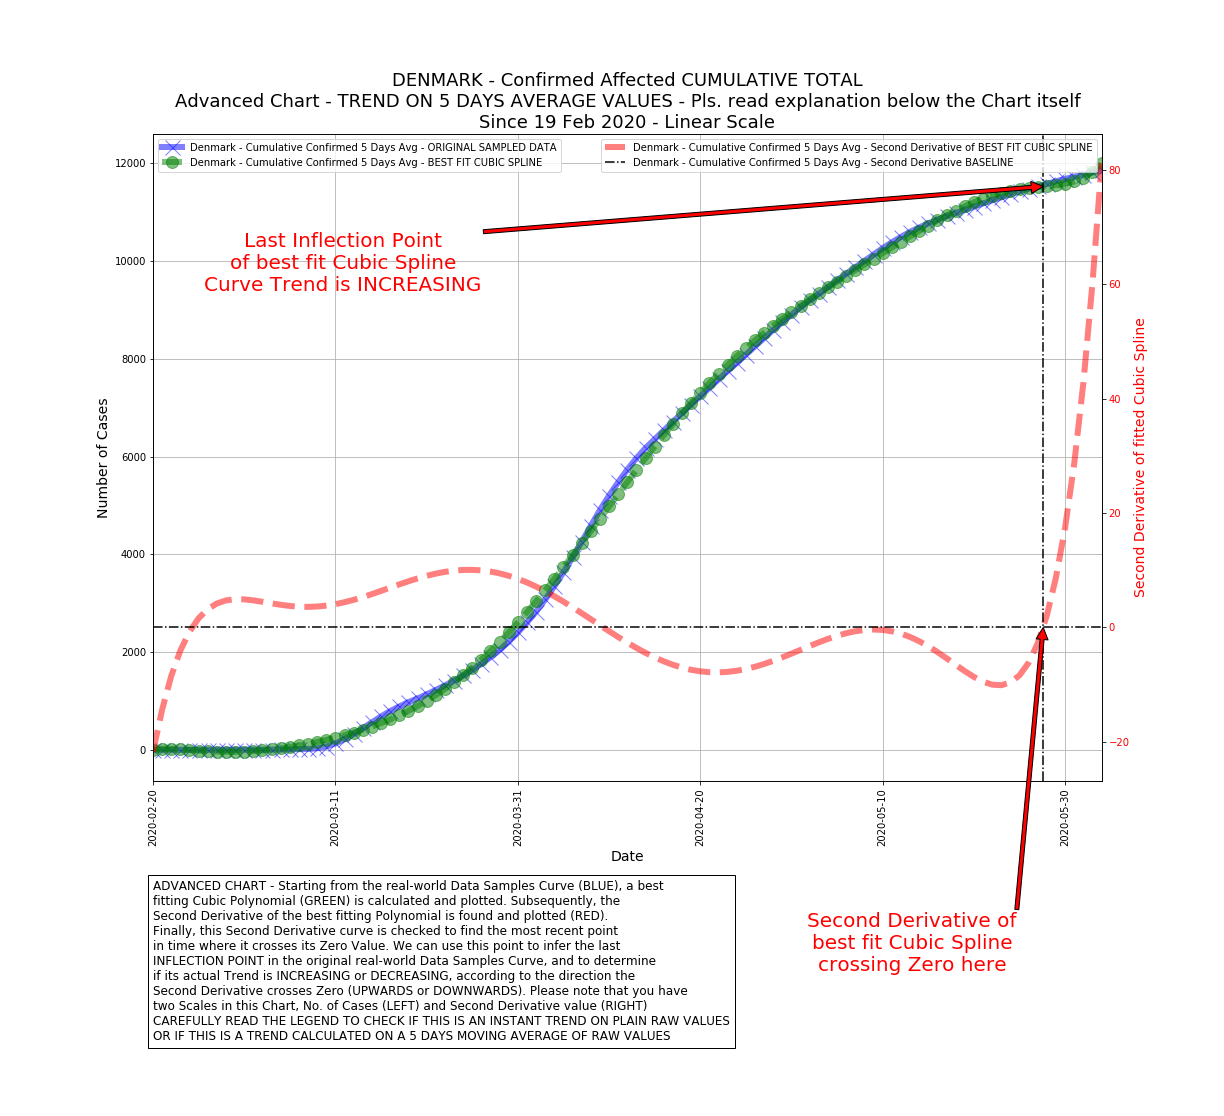 DENMARK - Confirmed Affected CUMULATIVE TOTAL
Advanced Chart - TREND ON 5 DAYS AVERAGE VALUES - Pls. read explanation below the Chart itself
Since 19 Feb 2020 - Linear Scale
Denmark - Cumulative Confirmed 5 Days Avg - ORIGINAL SAMPLED DATA
Denmark - Cumulative Confirmed 5 Days Avg - BEST FIT CUBIC SPLINE
Denmark - Cumulative Confirmed 5 Days Avg - Second Derivative of BEST FIT CUBIC SPLINE
Denmark - Cumulative Confirmed 5 Days Avg - Second Derivative BASELINE
Last Inflection Point
of best fit Cubic Spline
Curve Trend is INCREASING
Number of Cases
12000
10000
8000
6000
4000
2000
0
80
60
40
20
0
−20
Second Derivative of fitted Cubic Spline
2020-02-20
2020-03-11
2020-03-31
2020-04-20
2020-05-10
2020-05-30
Date
ADVANCED CHART - Starting from the real-world Data Samples Curve (BLUE), a best
fitting Cubic Polynomial (GREEN) is calculated and plotted. Subsequently, the
Second Derivative of the best fitting Polynomial is found and plotted (RED).
Finally, this Second Derivative curve is checked to find the most recent point
in time where it crosses its Zero Value. We can use this point to infer the last
INFLECTION POINT in the original real-world Data Samples Curve, and to determine
if its actual Trend is INCREASING or DECREASING, according to the direction the
Second Derivative crosses Zero (UPWARDS or DOWNWARDS). Please note that you have
two Scales in this Chart, No. of Cases (LEFT) and Second Derivative value (RIGHT)
CAREFULLY READ THE LEGEND TO CHECK IF THIS IS AN INSTANT TREND ON PLAIN RAW VALUES
OR IF THIS IS A TREND CALCULATED ON A 5 DAYS MOVING AVERAGE OF RAW VALUES
Second Derivative of
best fit Cubic Spline
crossing Zero here